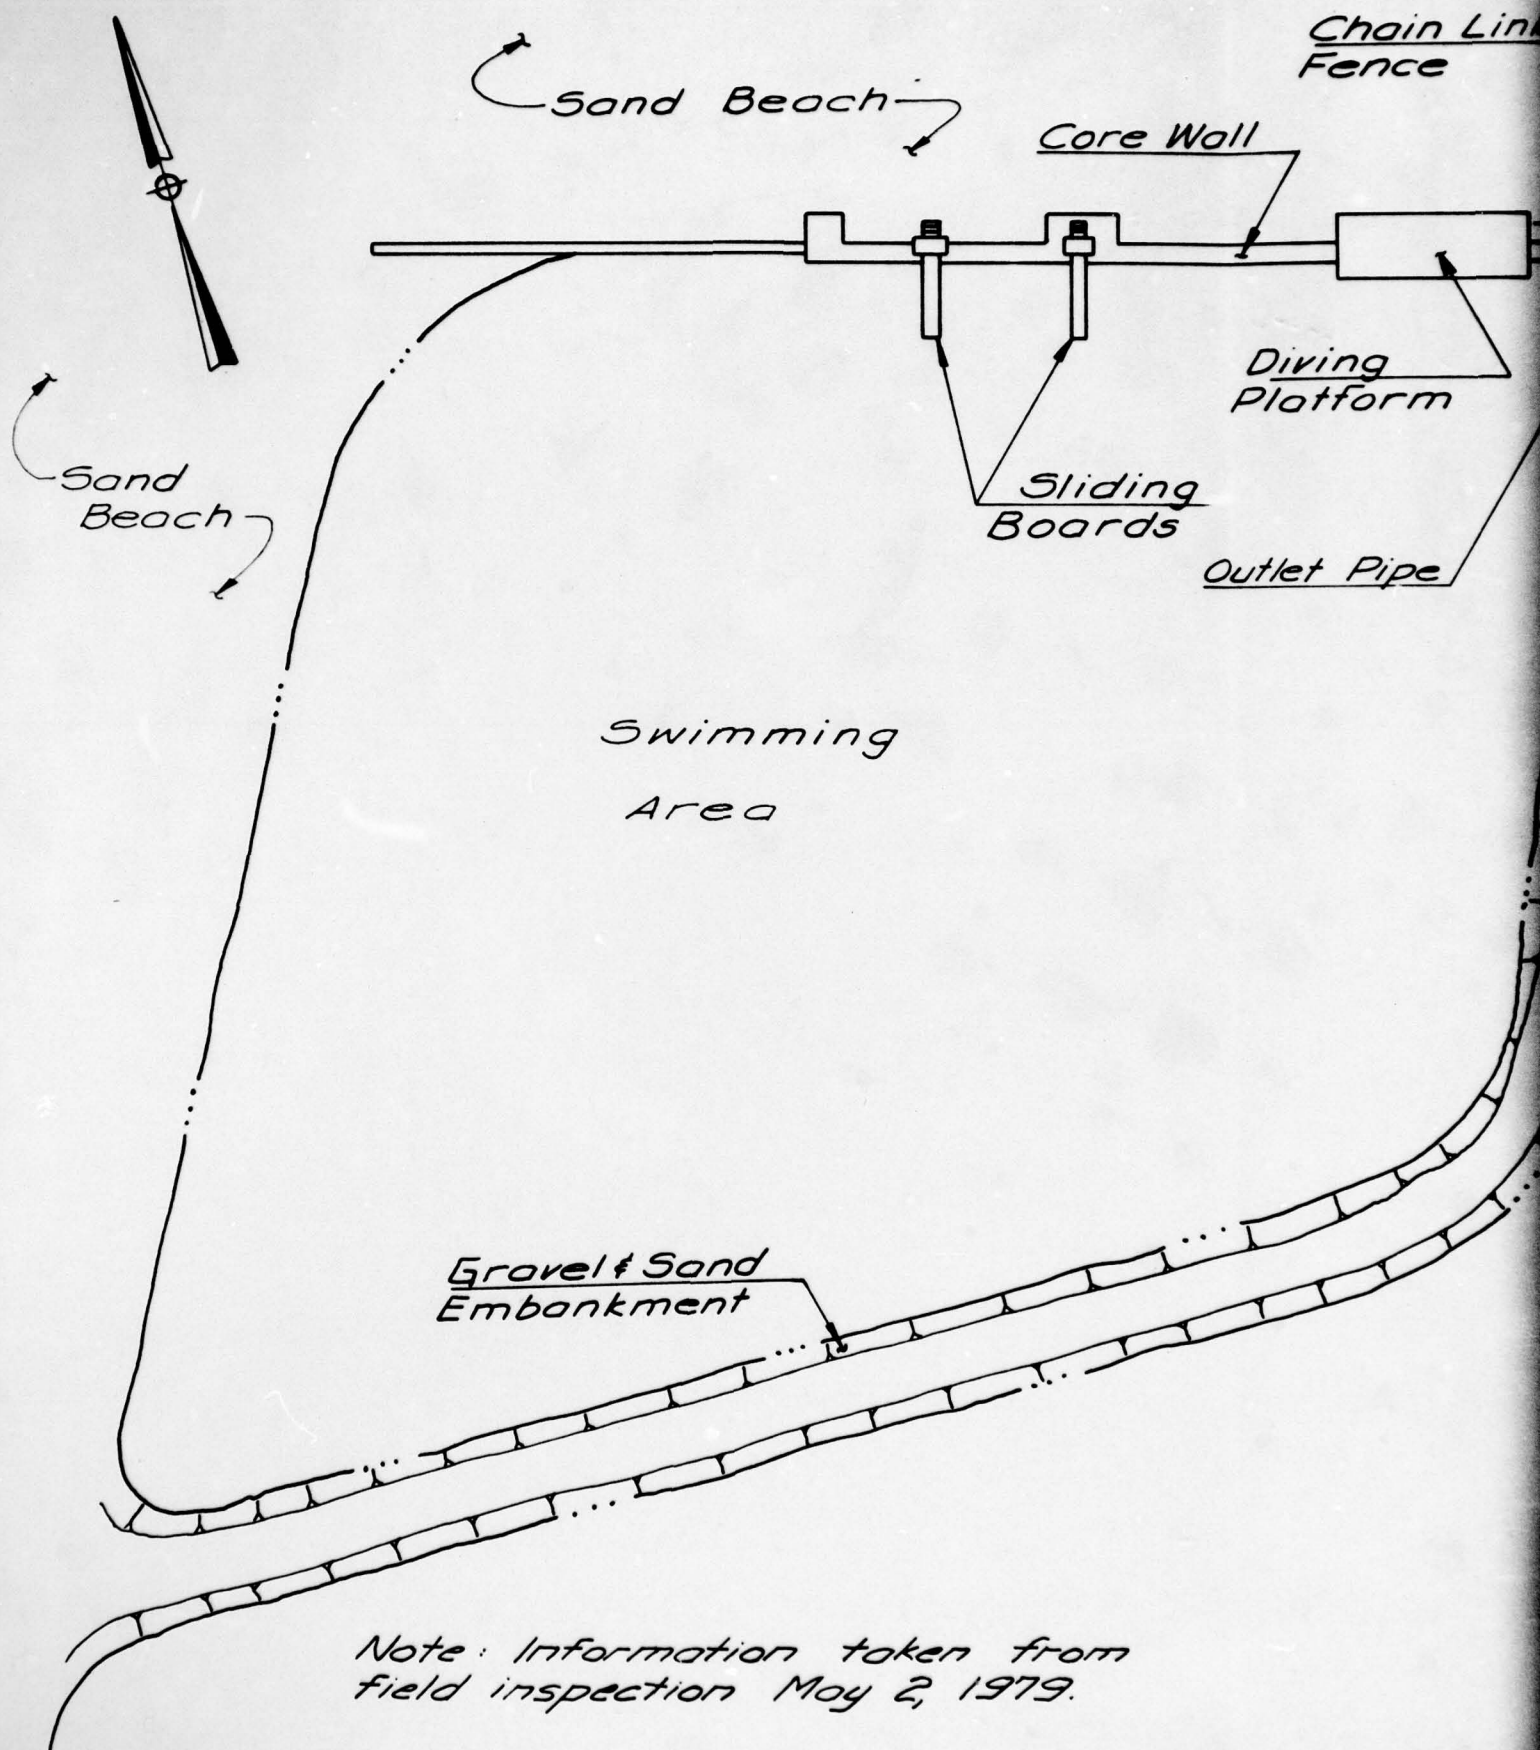 Chain Lin
Fence
Sand Beach
Core Wall
Diving
Platform
Sand
Beach
Sliding
Boards
Outlet Pipe
Swimming
Area
Gravel & Sand
Embankment
Note: Information taken from
field inspection May 2, 1979.